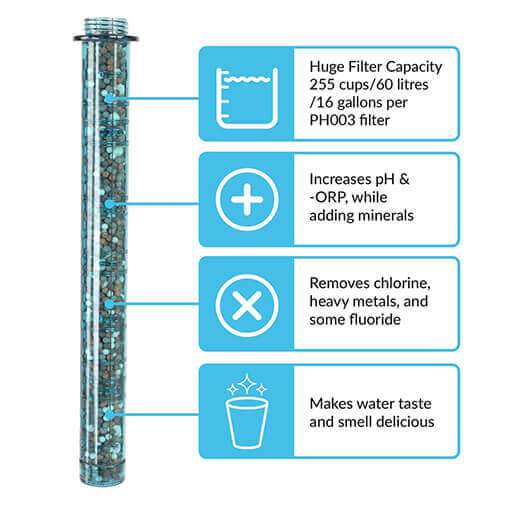 Huge Filter Capacity
255 cups/60 litres
/16 gallons per
PH003 filter
Increases pH &
-ORP, while
adding minerals
Removes chlorine,
heavy metals, and
some fluoride
Makes water taste
and smell delicious